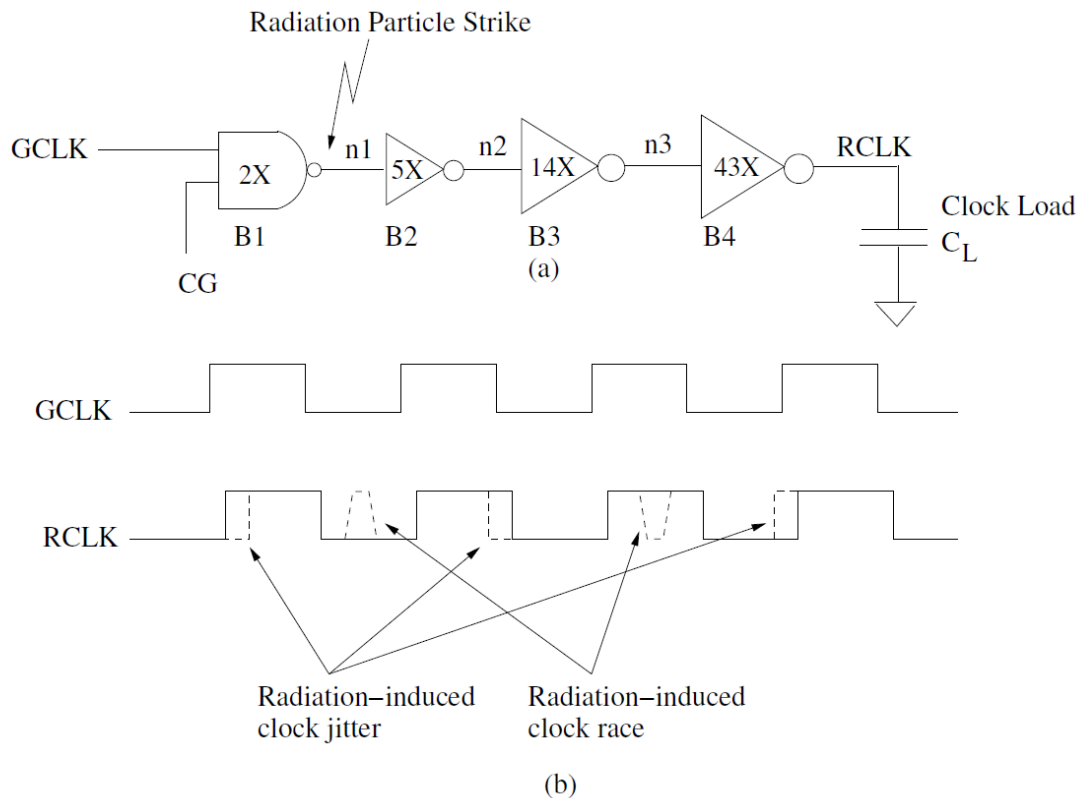 Radiation Particle Strike
GCLK
n1
n2
n3
RCLK
2X
5X
14X
43X
Clock Load
C_L
B1
B2
B3
B4
CG
(a)
GCLK
RCLK
Radiation−induced
clock jitter
Radiation−induced
clock race
(b)